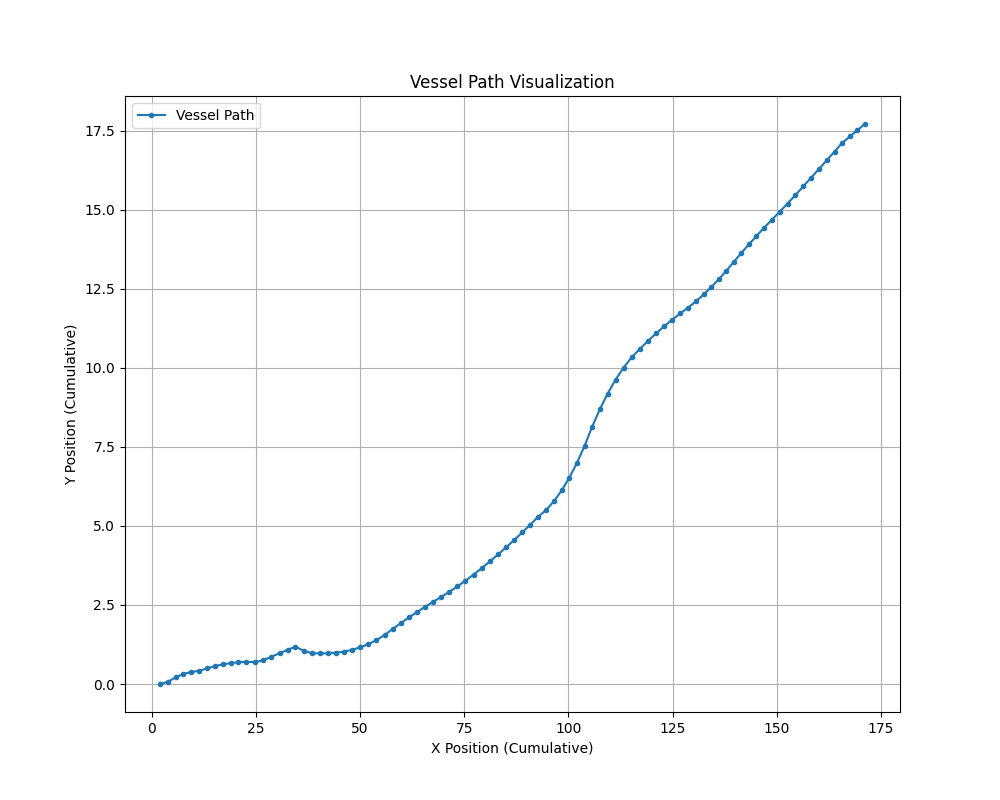 Vessel Path Visualization
Vessel Path
17.5
15.0
12.5
10.0
7.5
5.0
2.5
0.0
Y Position (Cumulative)
0 25 50 75 100 125 150 175
X Position (Cumulative)